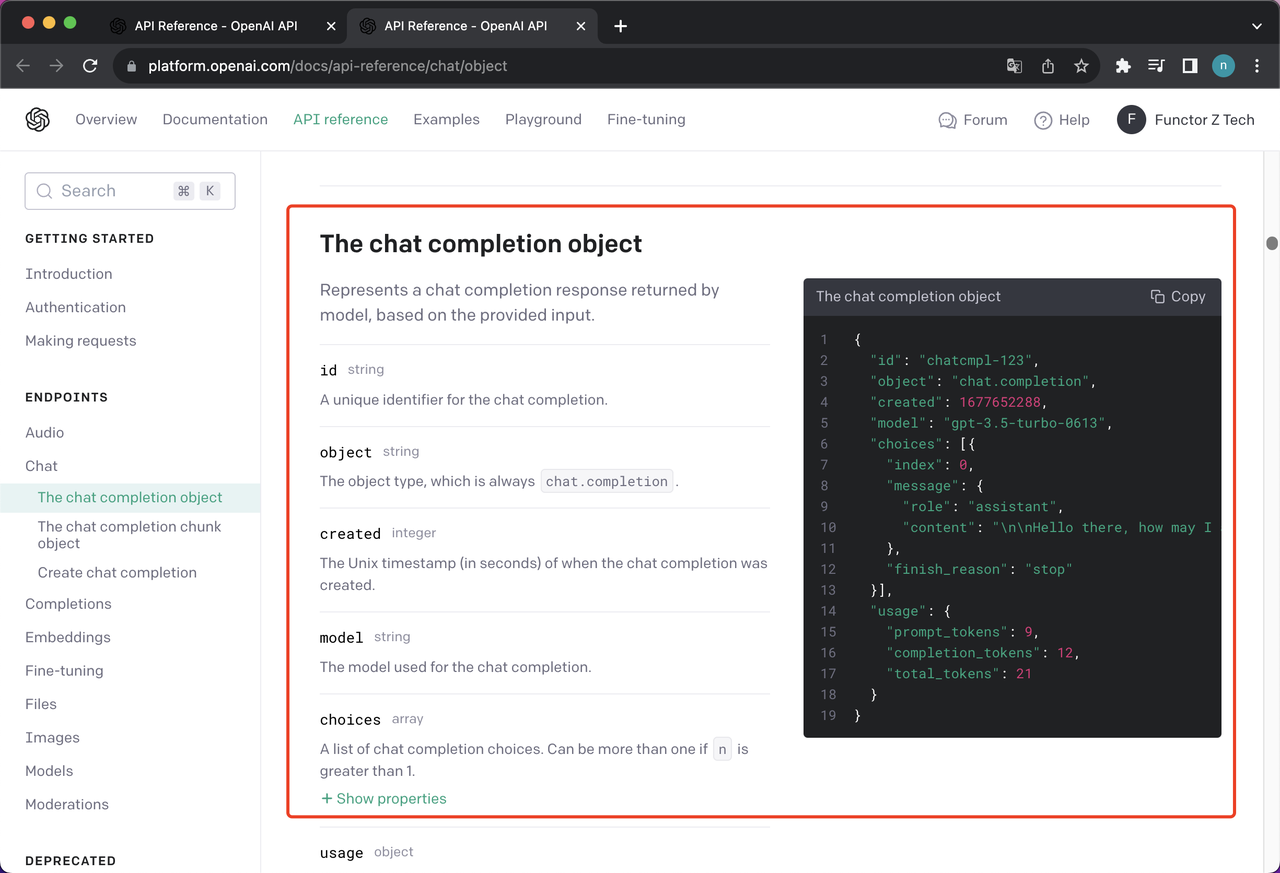 API Reference - OpenAI API
API Reference - OpenAI API
platform.openai.com/docs/api-reference/chat/object
n
Overview
Documentation
API reference
Examples
Playground
Fine-tuning
Forum
Help
F
Functor Z Tech
Search
⌘ K
GETTING STARTED
Introduction
Authentication
Making requests
ENDPOINTS
Audio
Chat
The chat completion object
The chat completion chunk
object
Create chat completion
Completions
Embeddings
Fine-tuning
Files
Images
Models
Moderations
DEPRECATED
The chat completion object
Represents a chat completion response returned by
model, based on the provided input.
id string
A unique identifier for the chat completion.
object string
The object type, which is always chat.completion.
created integer
The Unix timestamp (in seconds) of when the chat completion was
created.
model string
The model used for the chat completion.
choices array
A list of chat completion choices. Can be more than one if n is
greater than 1.
+ Show properties
usage object
The chat completion object
Copy
1 {
2 "id": "chatcmpl-123",
3 "object": "chat.completion",
4 "created": 1677652288,
5 "model": "gpt-3.5-turbo-0613",
6 "choices": [{
7 "index": 0,
8 "message": {
9 "role": "assistant",
10 "content": "\n\nHello there, how may I
11 },
12 "finish_reason": "stop"
13 }],
14 "usage": {
15 "prompt_tokens": 9,
16 "completion_tokens": 12,
17 "total_tokens": 21
18 }
19 }